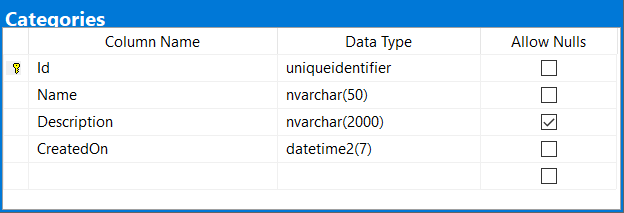 Categories
Column Name Data Type Allow Nulls
Id uniqueidentifier
Name nvarchar(50)
Description nvarchar(2000)
CreatedOn datetime2(7)